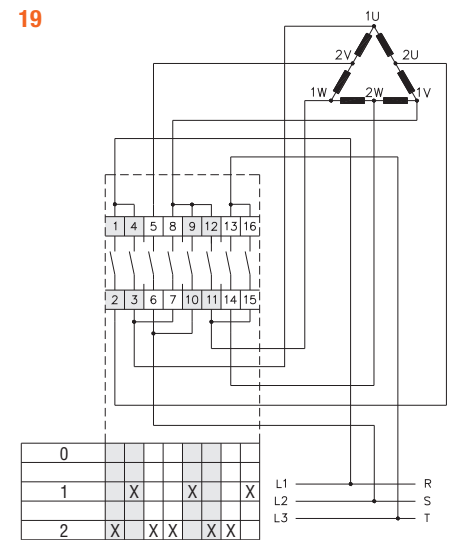 19
1U
2V 2U
1W 2W 1V
1 4 5 8 9 12 13 16
2 3 6 7 10 11 14 15
0
1 X X X
2 X X X X X
L1 R
L2 S
L3 T